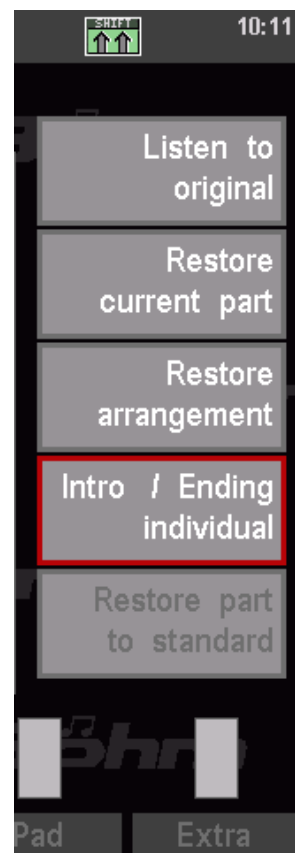 SHIFT
10:11
Listen to
original
Restore
current part
Restore
arrangement
Intro / Ending
individual
Restore part
to standard
Pad
Extra